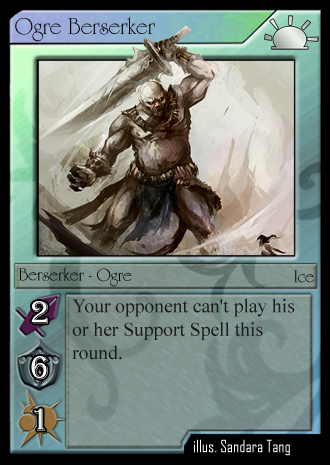 Ogre Berserker
Berserker - Ogre Ice
2
Your opponent can't play his
or her Support Spell this
round.
6
1
illus. Sandara Tang